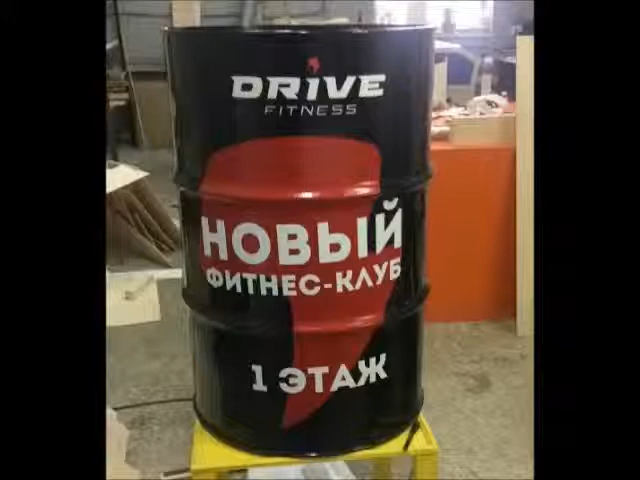 DRIVE
FITNESS
НОВЫЙ
ФИТНЕС-КЛУБ
1 ЭТАЖ